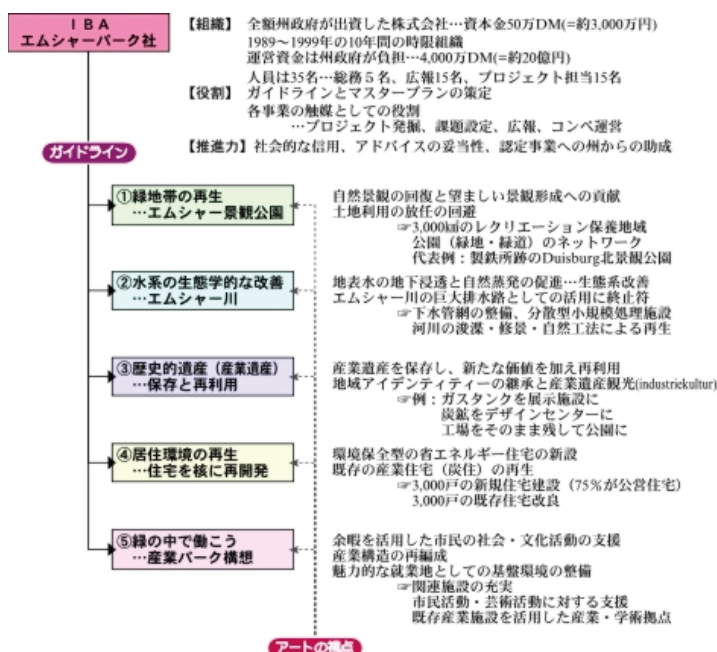 IBA
エムシャーパーク社
【組織】 全額州政府が出資した株式会社…資本金50万DM(=約3,000万円)
1989〜1999年の10年間の時限組織
運営資金は州政府が負担…4,000万DM(=約20億円)
人員は35名…総務５名、広報15名、プロジェクト担当15名
【役割】 ガイドラインとマスタープランの策定
各事業の触媒としての役割
…プロジェクト発掘、課題設定、広報、コンペ運営
【推進力】社会的な信用、アドバイスの妥当性、認定事業への州からの助成
ガイドライン
①緑地帯の再生
…エムシャー景観公園
自然景観の回復と望ましい景観形成への貢献
土地利用の放任の回避
☞3,000㎢のレクリエーション保養地域
公園（緑地・緑道）のネットワーク
代表例：製鉄所跡のDuisburg北景観公園
②水系の生態学的な改善
…エムシャー川
地表水の地下浸透と自然蒸発の促進…生態系改善
エムシャー川の巨大排水路としての活用に終止符
☞下水管網の整備、分散型小規模処理施設
河川の浚渫・修景・自然工法による再生
③歴史的遺産（産業遺産）
…保存と再利用
産業遺産を保存し、新たな価値を加え再利用
地域アイデンティティーの継承と産業遺産観光(industriekultur)
☞例：ガスタンクを展示施設に
炭鉱をデザインセンターに
工場をそのまま残して公園に
④居住環境の再生
…住宅を核に再開発
環境保全型の省エネルギー住宅の新設
既存の産業住宅（炭住）の再生
☞3,000戸の新規住宅建設（75％が公営住宅）
3,000戸の既存住宅改良
⑤緑の中で働こう
…産業パーク構想
余暇を活用した市民の社会・文化活動の支援
産業構造の再編成
魅力的な就業地としての基盤環境の整備
☞関連施設の充実
市民活動・芸術活動に対する支援
既存産業施設を活用した産業・学術拠点
アートの視点